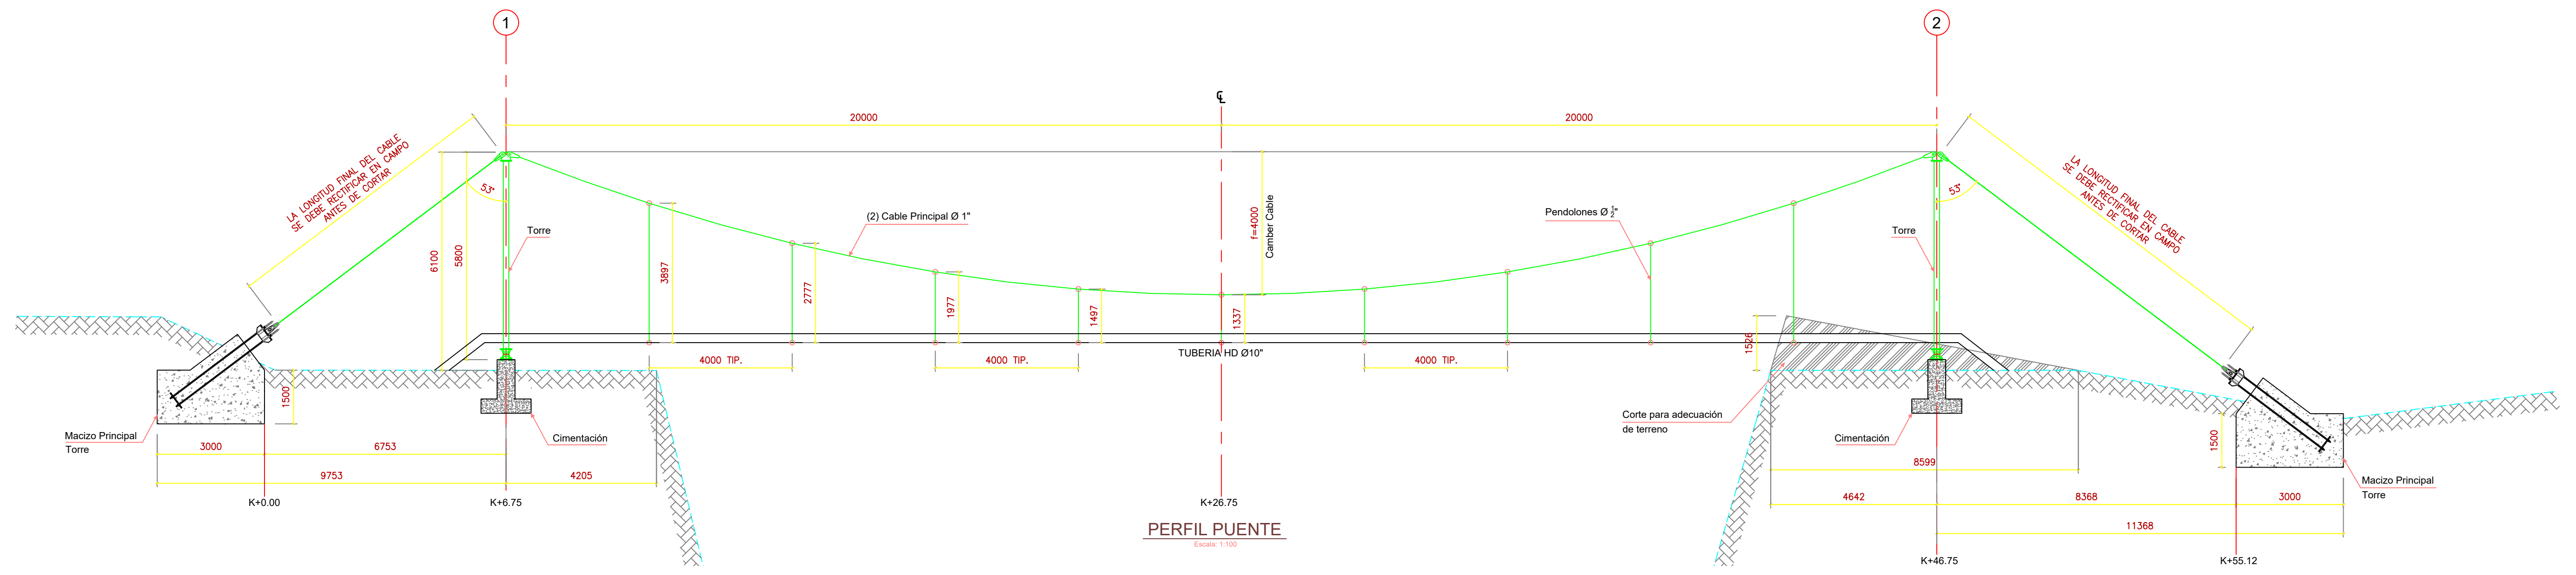 1
2
℄
20000
20000
LA LONGITUD FINAL DEL CABLE
SE DEBE RECTIFICAR EN CAMPO
ANTES DE CORTAR
53°
6100
5800
Torre
3897
2777
(2) Cable Principal Ø 1"
1977
1497
f=4000
Camber Cable
1337
Pendolones Ø ½"
Torre
53°
LA LONGITUD FINAL DEL CABLE
SE DEBE RECTIFICAR EN CAMPO
ANTES DE CORTAR
1526
TUBERIA HD Ø10"
4000 TIP.
4000 TIP.
4000 TIP.
1500
Macizo Principal
Torre
Cimentación
3000
6753
9753
4205
K+0.00
K+6.75
K+26.75
PERFIL PUENTE
Escala: 1:100
Corte para adecuación
de terreno
Cimentación
1500
8599
4642
8368
3000
11368
Macizo Principal
Torre
K+46.75
K+55.12